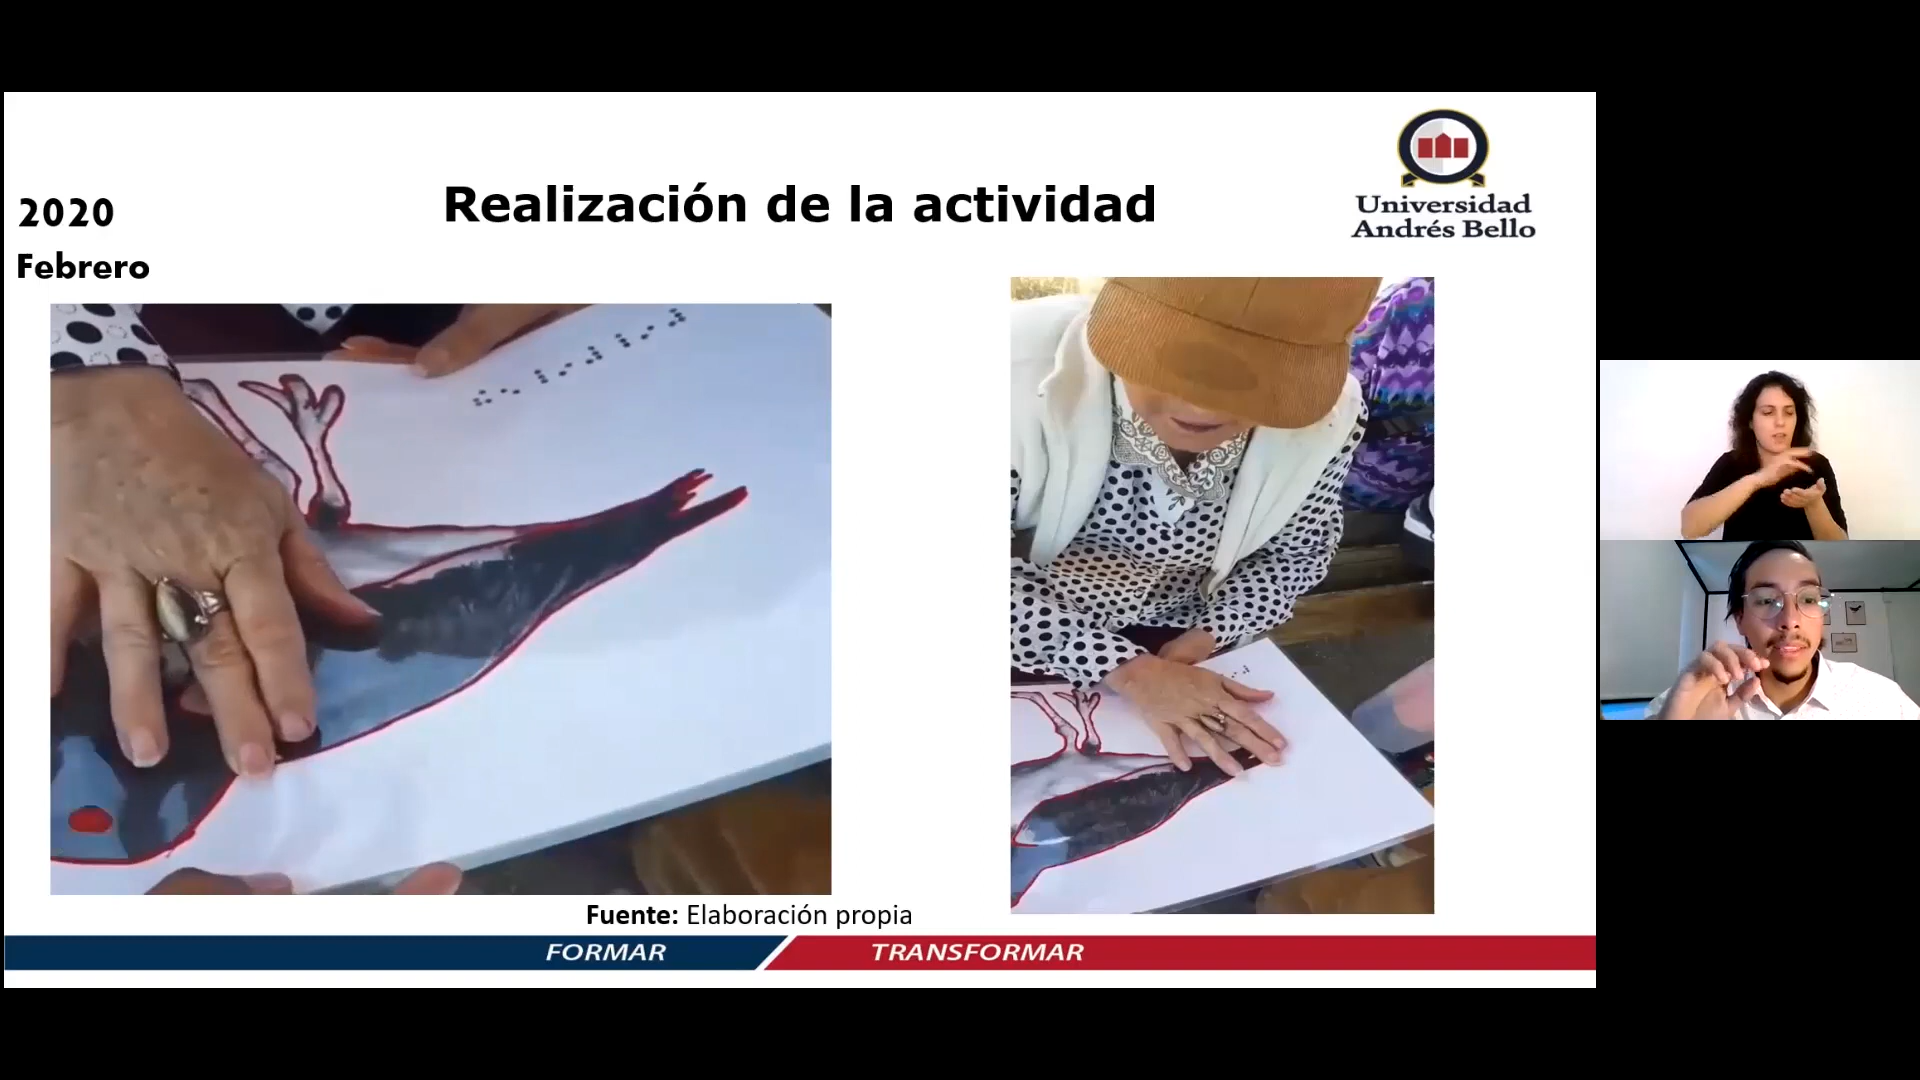 2020
Febrero
Realización de la actividad
Universidad
Andrés Bello
Fuente: Elaboración propia
FORMAR
TRANSFORMAR